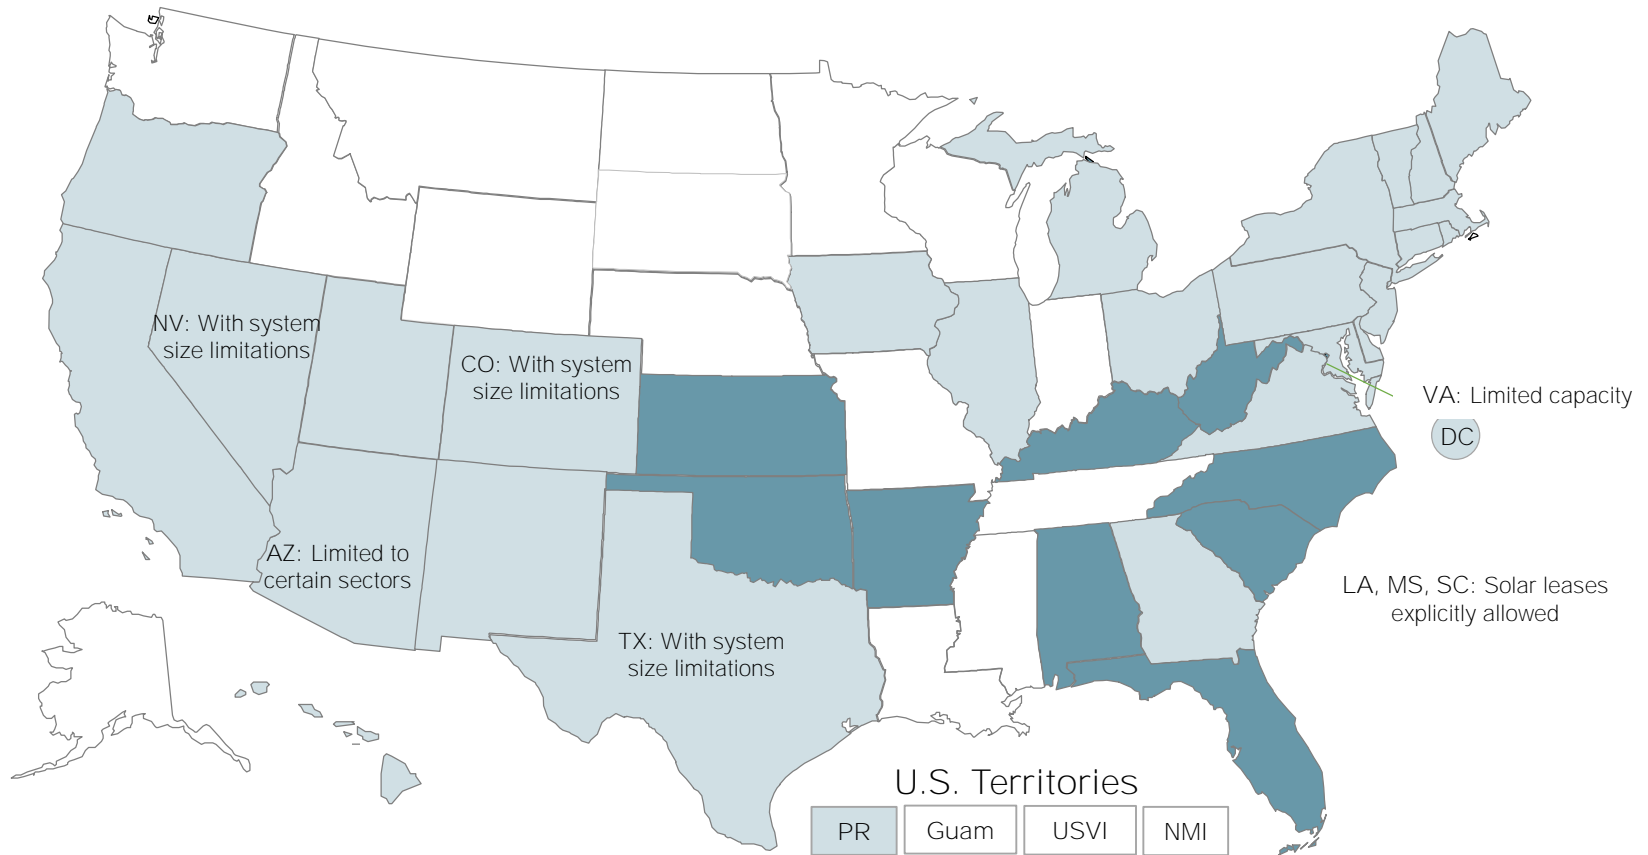 NV: With system
size limitations
CO: With system
size limitations
VA: Limited capacity
DC
AZ: Limited to
certain sectors
LA, MS, SC: Solar leases
explicitly allowed
TX: With system
size limitations
U.S. Territories
PR
Guam
USVI
NMI